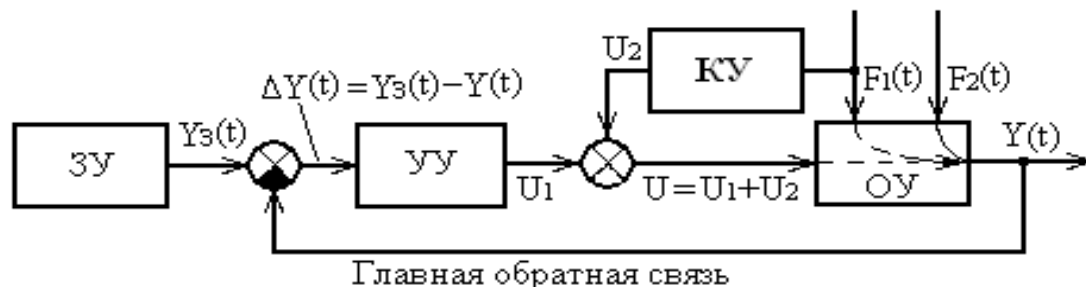 U2
КУ
F1(t)
F2(t)
ΔY(t)=Yз(t)−Y(t)
ЗУ
Yз(t)
УУ
U1
U=U1+U2
ОУ
Y(t)
Главная обратная связь